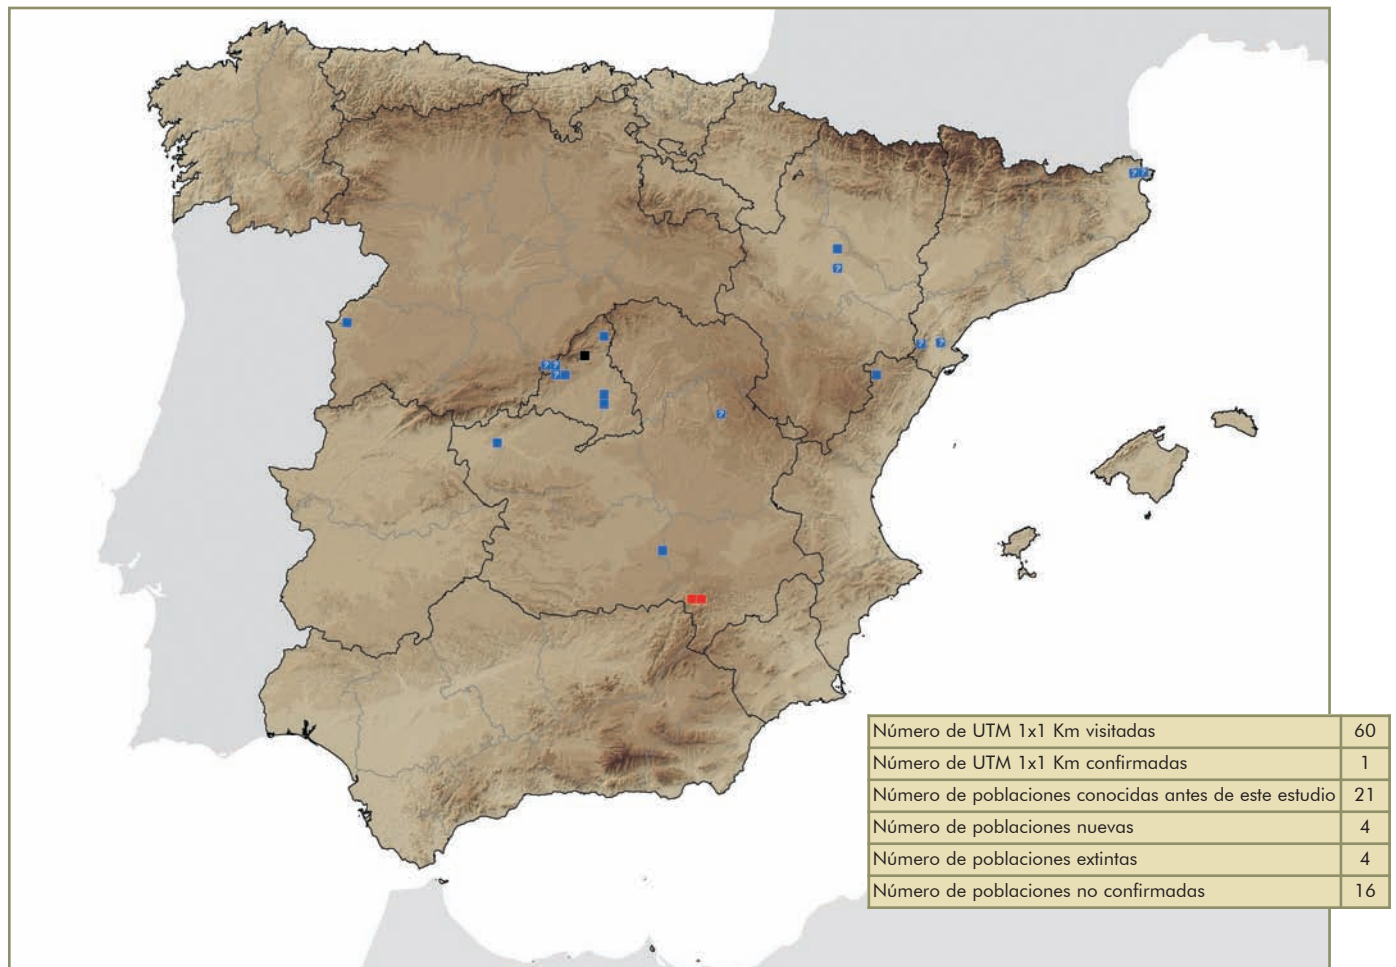 ? ?
?
? ?
? ?
?
?
Número de UTM 1x1 Km visitadas 60
Número de UTM 1x1 Km confirmadas 1
Número de poblaciones conocidas antes de este estudio 21
Número de poblaciones nuevas 4
Número de poblaciones extintas 4
Número de poblaciones no confirmadas 16